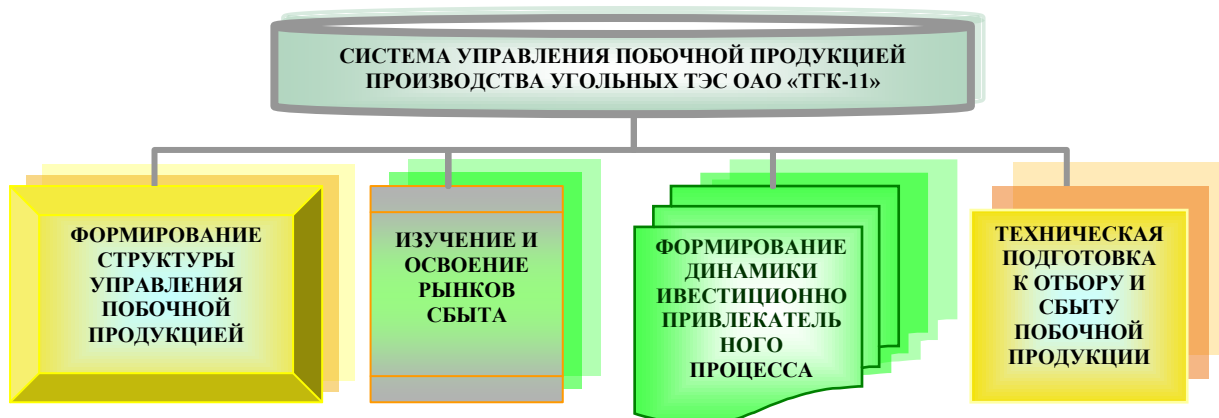 СИСТЕМА УПРАВЛЕНИЯ ПОБОЧНОЙ ПРОДУКЦИЕЙ
ПРОИЗВОДСТВА УГОЛЬНЫХ ТЭС ОАО «ТГК-11»
ФОРМИРОВАНИЕ
СТРУКТУРЫ
УПРАВЛЕНИЯ
ПОБОЧНОЙ
ПРОДУКЦИЕЙ
ИЗУЧЕНИЕ И
ОСВОЕНИЕ
РЫНКОВ
СБЫТА
ФОРМИРОВАНИЕ
ДИНАМИКИ
ИВЕСТИЦИОННО
ПРИВЛЕКАТЕЛЬ
НОГО
ПРОЦЕССА
ТЕХНИЧЕСКАЯ
ПОДГОТОВКА
К ОТБОРУ И
СБЫТУ
ПОБОЧНОЙ
ПРОДУКЦИИ